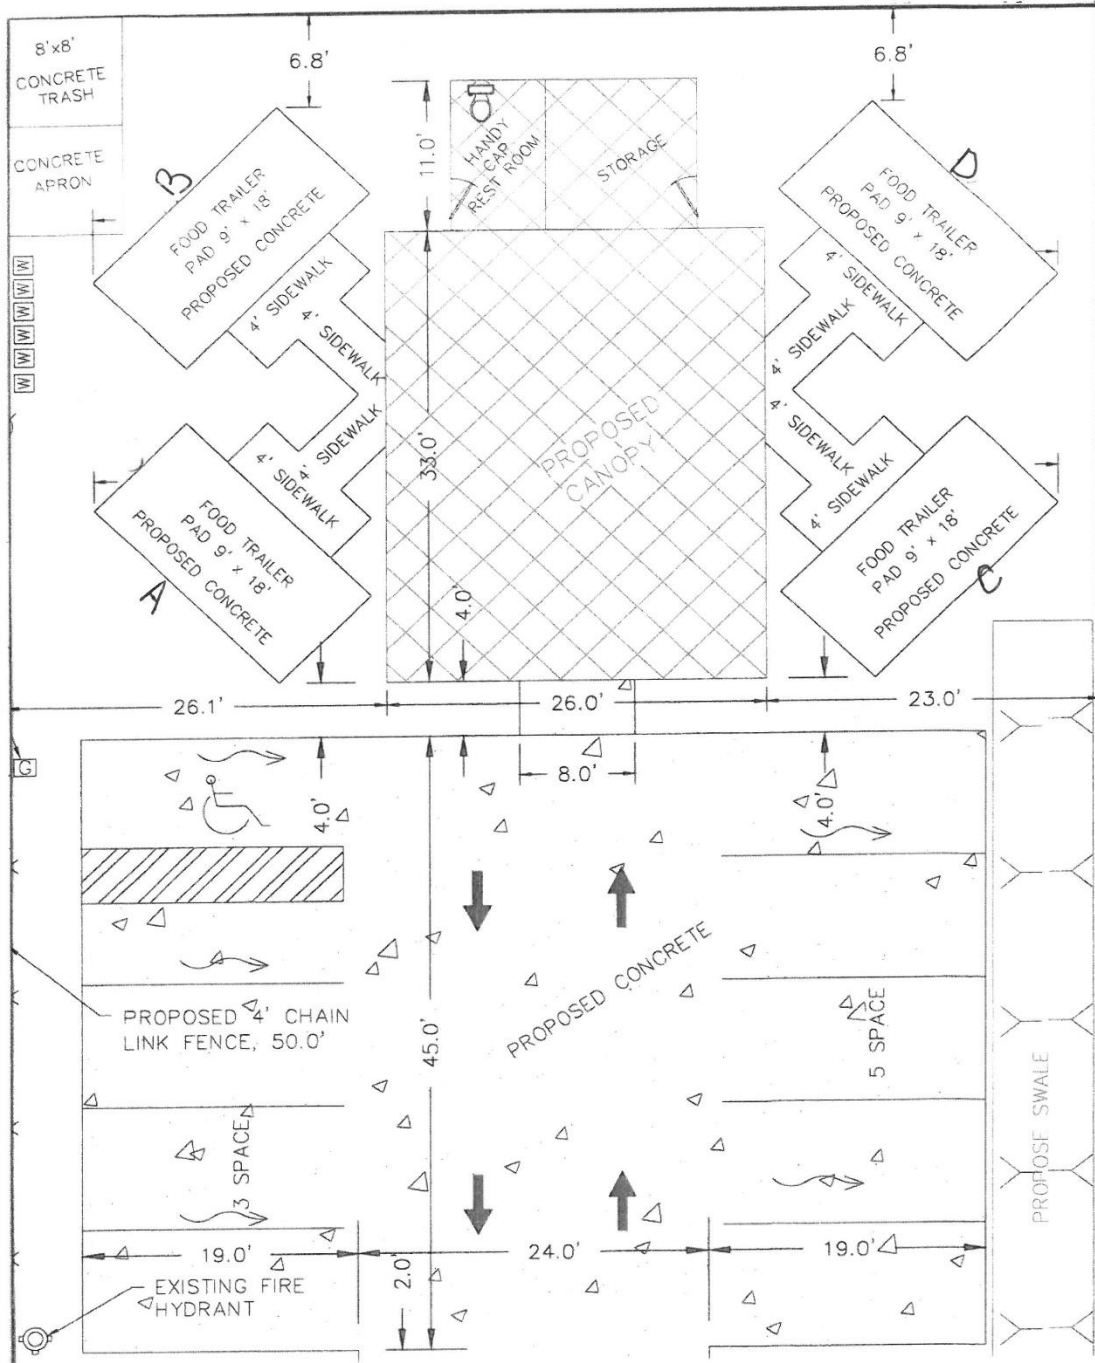 8'x8'
CONCRETE
TRASH
CONCRETE
APRON
6.8'
6.8'
11.0'
HANDY
CAP
REST ROOM
STORAGE
B
FOOD TRAILER
PAD 9' x 18'
PROPOSED CONCRETE
4' SIDEWALK
4' SIDEWALK
D
FOOD TRAILER
PAD 9' x 18'
PROPOSED CONCRETE
4' SIDEWALK
4' SIDEWALK
W
W
W
W
W
W
33.0'
PROPOSED
CANOPY
4' SIDEWALK
4' SIDEWALK
A
FOOD TRAILER
PAD 9' x 18'
PROPOSED CONCRETE
4' SIDEWALK
4' SIDEWALK
C
FOOD TRAILER
PAD 9' x 18'
PROPOSED CONCRETE
4.0'
26.1'
26.0'
23.0'
G
8.0'
4.0'
4.0'
PROPOSED 4' CHAIN
LINK FENCE, 50.0'
45.0'
PROPOSED CONCRETE
5 SPACE
3 SPACE
PROPOSE SWALE
19.0'
24.0'
19.0'
2.0'
EXISTING FIRE
HYDRANT